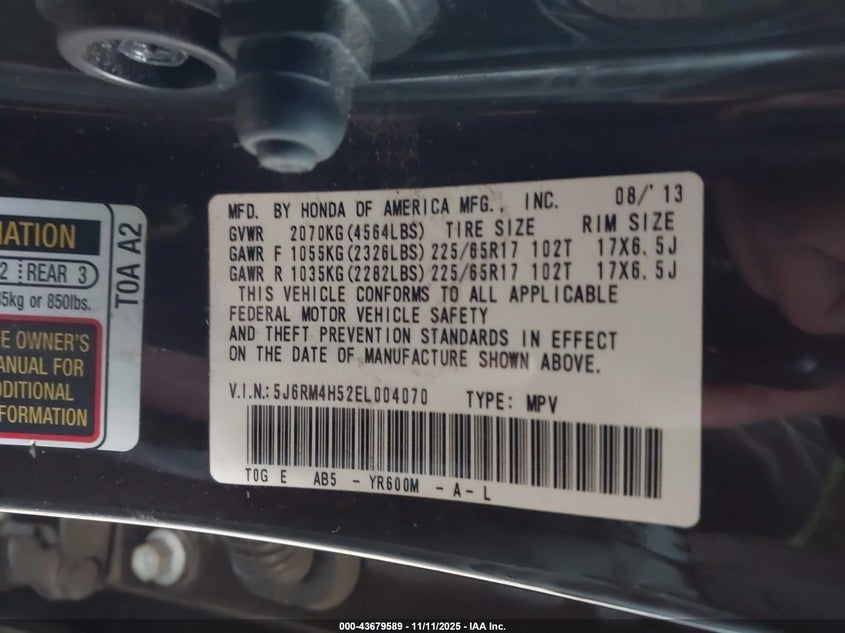 MATION
2 REAR 3
5kg or 850lbs.
E OWNER'S
MANUAL FOR
DDITIONAL
FORMATION
T0A A2
MFD. BY HONDA OF AMERICA MFG., INC. 08/'13
GVWR 2070KG(4564LBS) TIRE SIZE RIM SIZE
GAWR F 1055KG(2326LBS) 225/65R17 102T 17X6.5J
GAWR R 1035KG(2282LBS) 225/65R17 102T 17X6.5J
THIS VEHICLE CONFORMS TO ALL APPLICABLE
FEDERAL MOTOR VEHICLE SAFETY
AND THEFT PREVENTION STANDARDS IN EFFECT
ON THE DATE OF MANUFACTURE SHOWN ABOVE.
V.I.N.:5J6RM4H52EL004070 TYPE: MPV
T0G E AB5 - YR600M - A - L
000-43679589 - 11/11/2025 - IAA Inc.